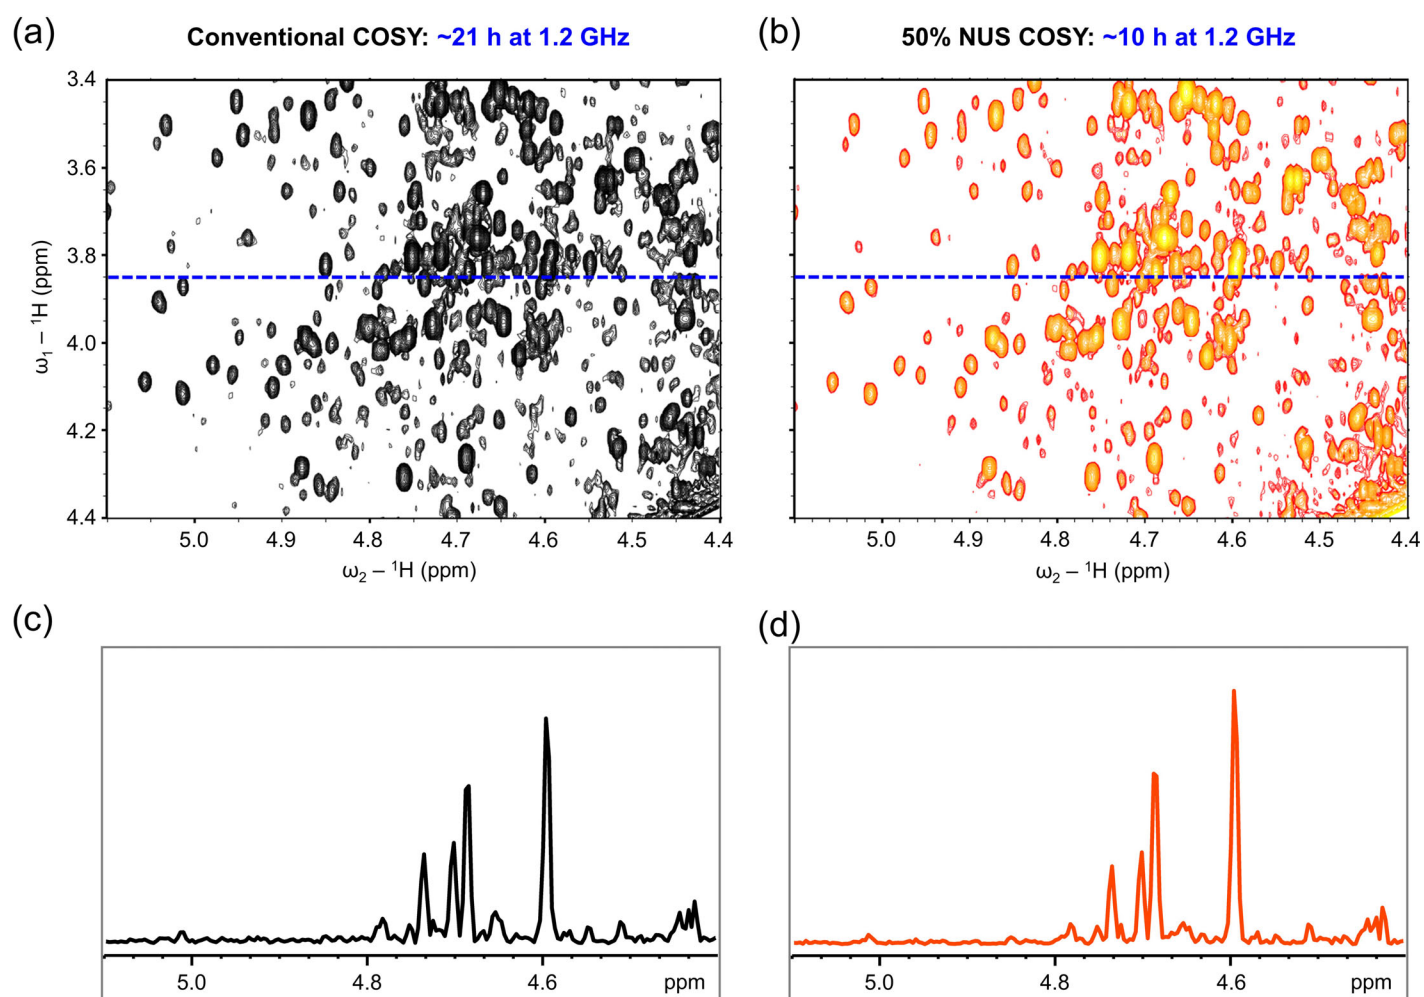 (a)
Conventional COSY: ~21 h at 1.2 GHz
(b)
50% NUS COSY: ~10 h at 1.2 GHz
3.4
3.6
3.8
4.0
4.2
4.4
ω₁ – ¹H (ppm)
5.0 4.9 4.8 4.7 4.6 4.5 4.4
ω₂ – ¹H (ppm)
5.0 4.9 4.8 4.7 4.6 4.5 4.4
ω₂ – ¹H (ppm)
(c)
(d)
5.0 4.8 4.6 ppm
5.0 4.8 4.6 ppm